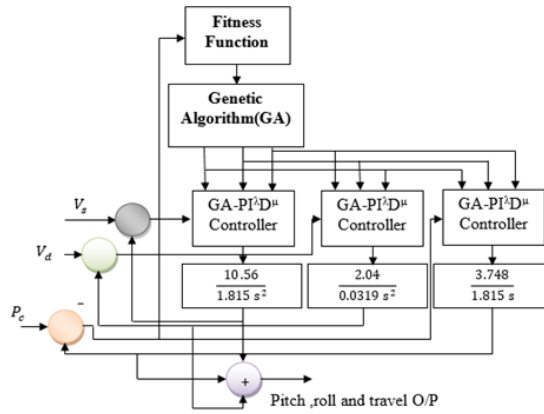 Fitness
Function
Genetic
Algorithm(GA)
V_s
GA-PI^λD^μ
Controller
GA-PI^λD^μ
Controller
GA-PI^λD^μ
Controller
V_d
10.56
1.815 s²
2.04
0.0319 s²
3.748
1.815 s
P_c
-
+
Pitch ,roll and travel O/P